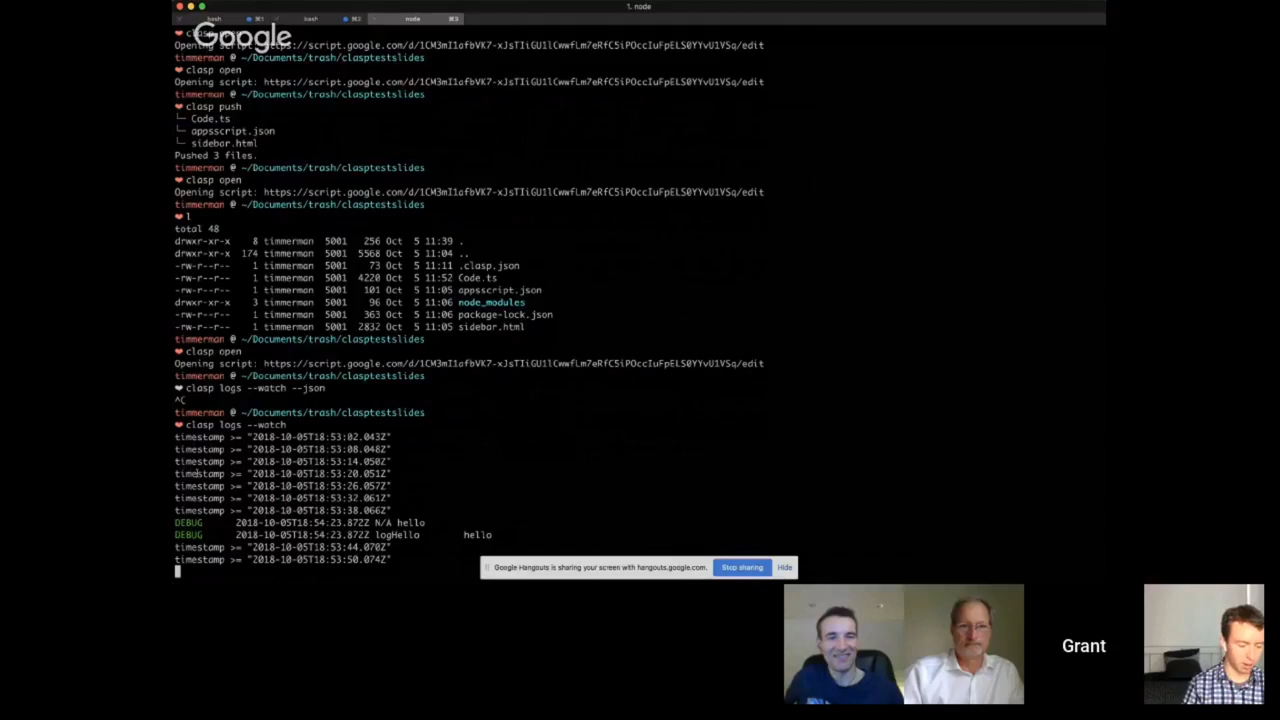 1. node
bash ⌘1 bash ⌘2 node ⌘3
Google
❤ clasp open
Opening script: https://script.google.com/d/1CM3mI1afbVK7-xJsTIiGU1lCwwfLm7eRfC5iPOccIuFpELS0YYvU1VSq/edit
timmerman @ ~/Documents/trash/clasptestslides
❤ clasp open
Opening script: https://script.google.com/d/1CM3mI1afbVK7-xJsTIiGU1lCwwfLm7eRfC5iPOccIuFpELS0YYvU1VSq/edit
timmerman @ ~/Documents/trash/clasptestslides
❤ clasp push
└─ Code.ts
└─ appsscript.json
└─ sidebar.html
Pushed 3 files.
timmerman @ ~/Documents/trash/clasptestslides
❤ clasp open
Opening script: https://script.google.com/d/1CM3mI1afbVK7-xJsTIiGU1lCwwfLm7eRfC5iPOccIuFpELS0YYvU1VSq/edit
timmerman @ ~/Documents/trash/clasptestslides
❤ l
total 48
drwxr-xr-x 8 timmerman 5001 256 Oct 5 11:39 .
drwxr-xr-x 174 timmerman 5001 5568 Oct 5 11:04 ..
-rw-r--r-- 1 timmerman 5001 73 Oct 5 11:11 .clasp.json
-rw-r--r-- 1 timmerman 5001 4220 Oct 5 11:52 Code.ts
-rw-r--r-- 1 timmerman 5001 101 Oct 5 11:05 appsscript.json
drwxr-xr-x 3 timmerman 5001 96 Oct 5 11:06 node_modules
-rw-r--r-- 1 timmerman 5001 363 Oct 5 11:06 package-lock.json
-rw-r--r-- 1 timmerman 5001 2832 Oct 5 11:05 sidebar.html
timmerman @ ~/Documents/trash/clasptestslides
❤ clasp open
Opening script: https://script.google.com/d/1CM3mI1afbVK7-xJsTIiGU1lCwwfLm7eRfC5iPOccIuFpELS0YYvU1VSq/edit
timmerman @ ~/Documents/trash/clasptestslides
❤ clasp logs --watch --json
^C
timmerman @ ~/Documents/trash/clasptestslides
❤ clasp logs --watch
timestamp >= "2018-10-05T18:53:02.043Z"
timestamp >= "2018-10-05T18:53:08.048Z"
timestamp >= "2018-10-05T18:53:14.050Z"
timestamp >= "2018-10-05T18:53:20.051Z"
timestamp >= "2018-10-05T18:53:26.057Z"
timestamp >= "2018-10-05T18:53:32.061Z"
timestamp >= "2018-10-05T18:53:38.066Z"
DEBUG 2018-10-05T18:54:23.872Z N/A hello
DEBUG 2018-10-05T18:54:23.872Z logHello hello
timestamp >= "2018-10-05T18:53:44.070Z"
timestamp >= "2018-10-05T18:53:50.074Z"
Google Hangouts is sharing your screen with hangouts.google.com. Stop sharing Hide
Grant